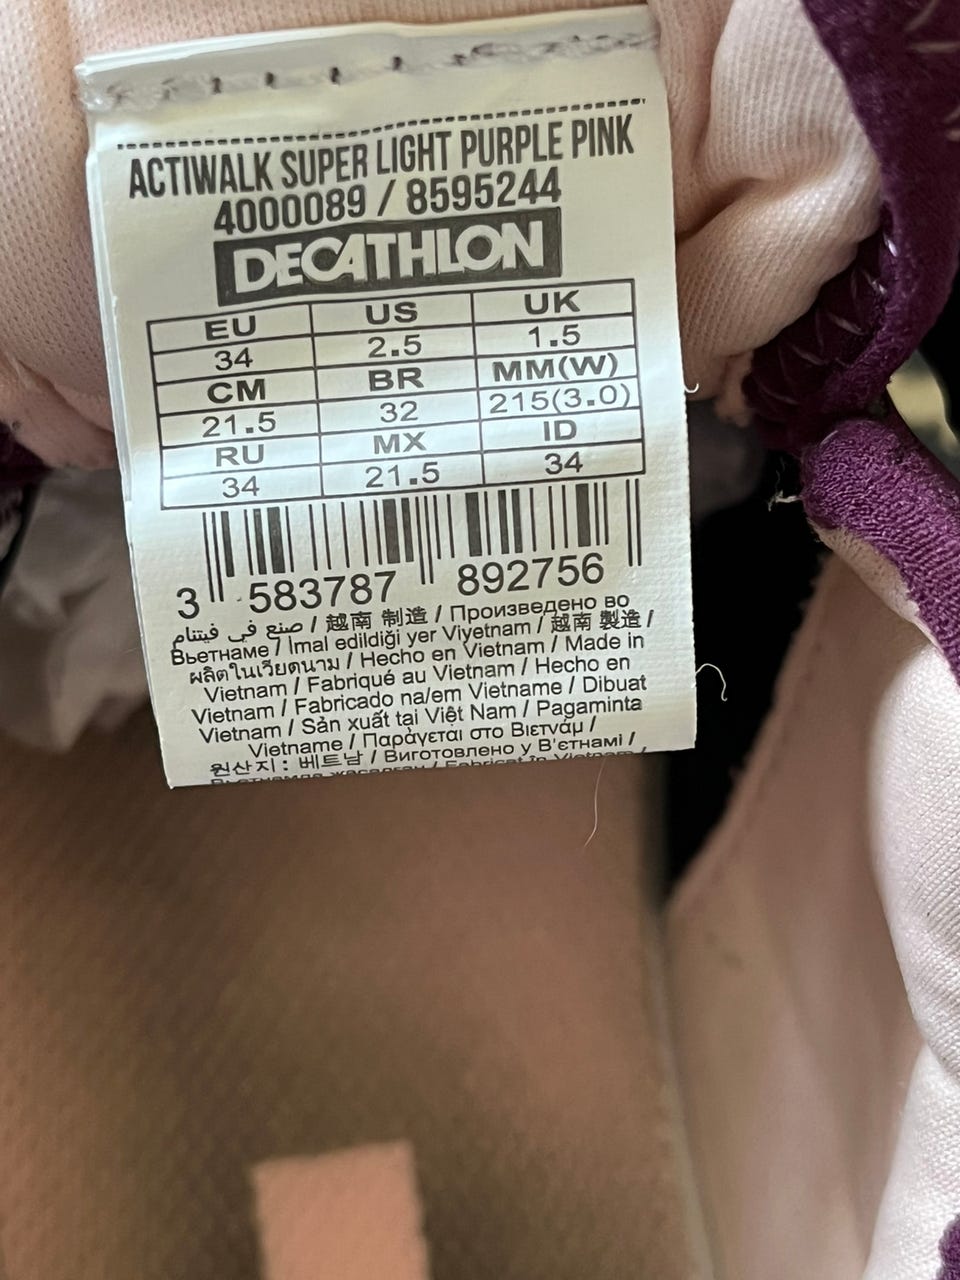 ACTIWALK SUPER LIGHT PURPLE PINK
4000089 / 8595244
DECATHLON
EU US UK
34 2.5 1.5
CM BR MM(W)
21.5 32 215(3.0)
RU MX ID
34 21.5 34
3 583787 892756
صنع في فيتنام / 越南 制造 / Произведено во
Вьетнаме / İmal edildiği yer Viyetnam / 越南 製造 /
ผลิตในเวียดนาม / Hecho en Vietnam / Made in
Vietnam / Fabriqué au Vietnam / Hecho en
Vietnam / Fabricado na/em Vietname / Dibuat
Vietnam / Sản xuất tại Việt Nam / Pagaminta
Vietname / Παράγεται στο Βιετνάμ /
원산지: 베트남 / Виготовлено у В'єтнамі /
Вьетнамда жасалған / Fabricat în Vietnam /